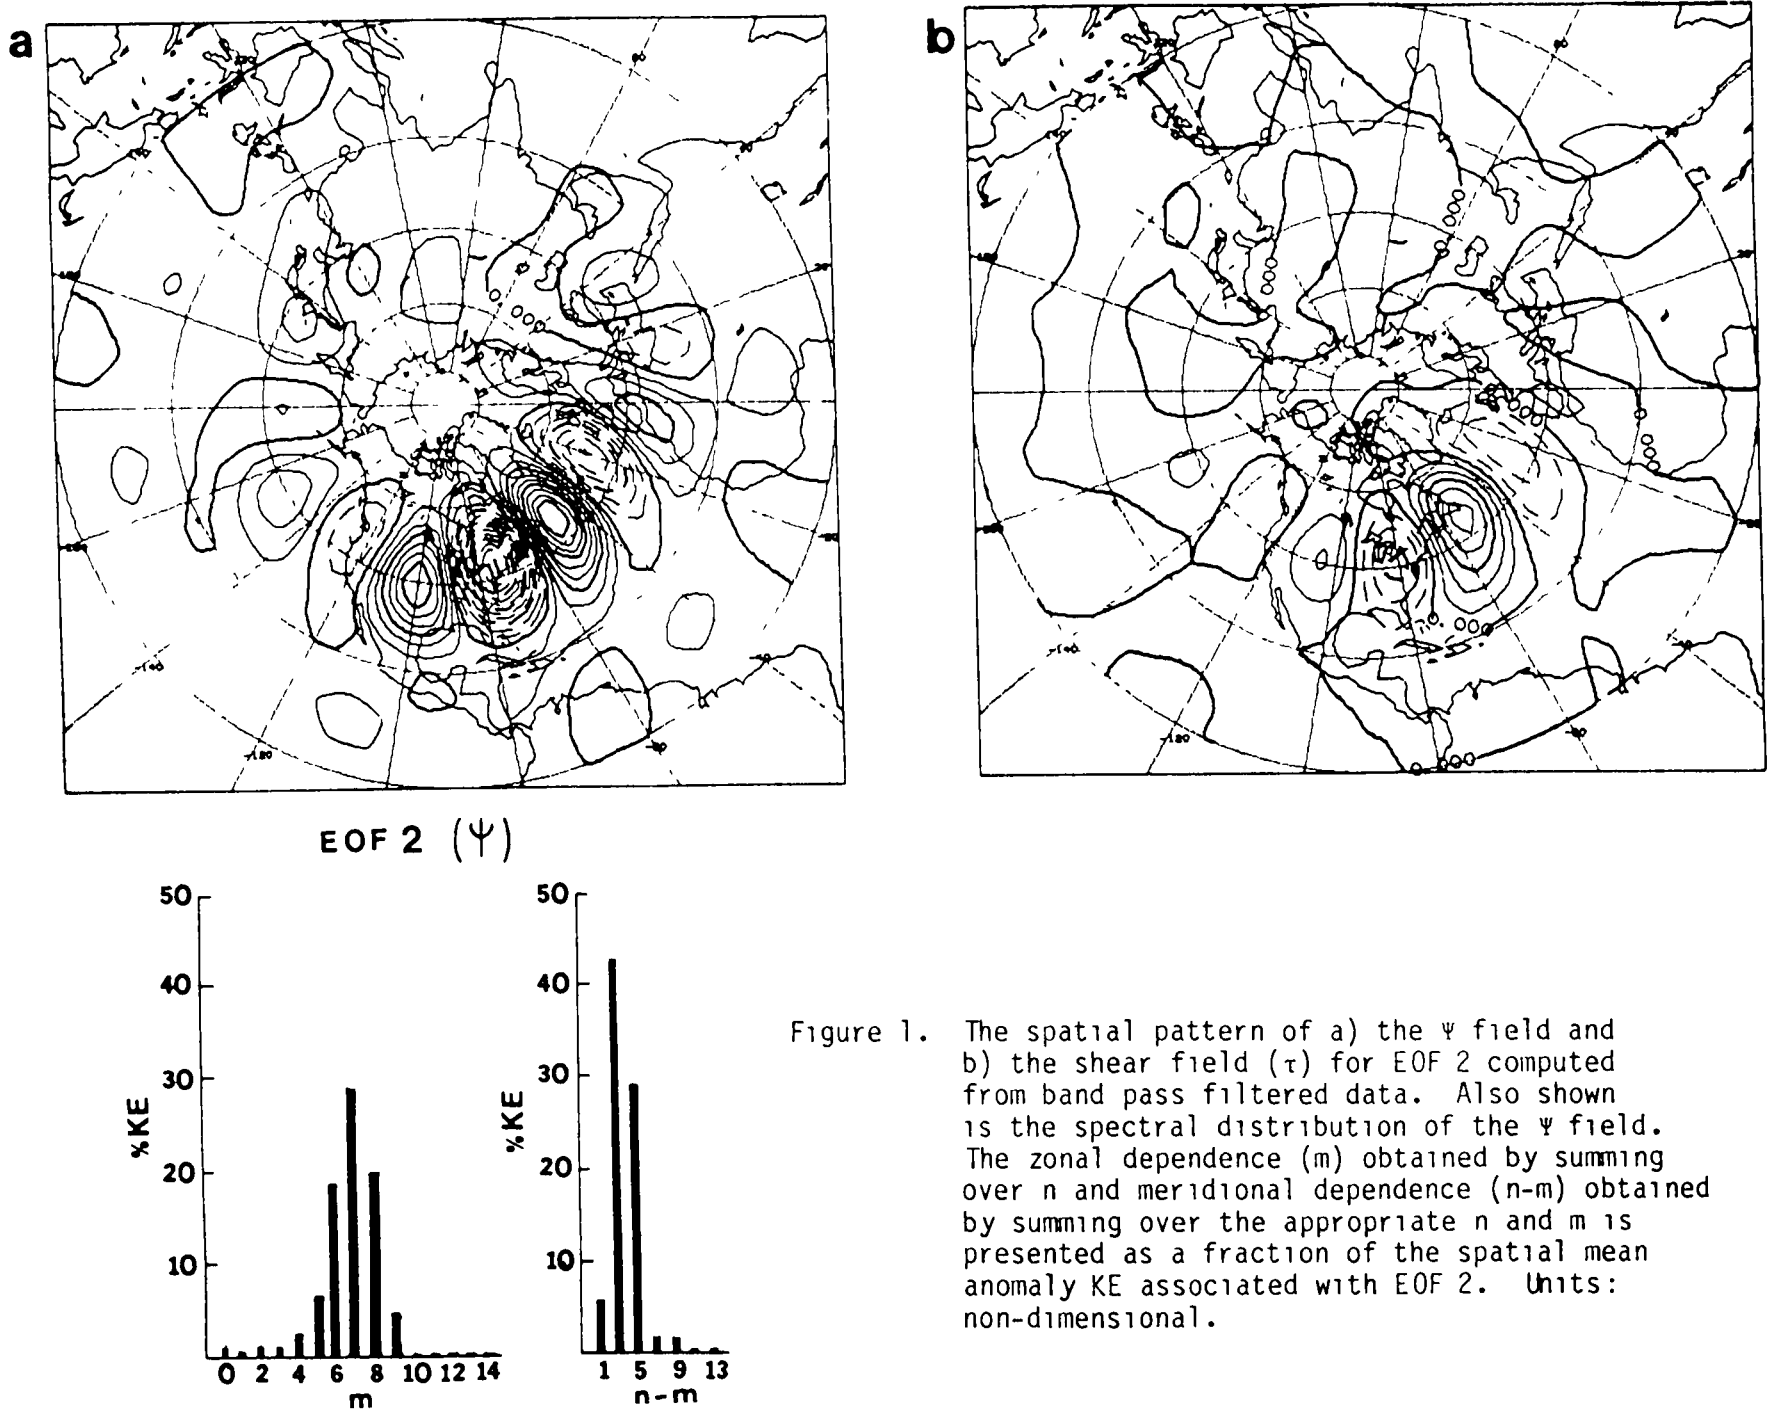 a
b
EOF 2 (Ψ)
50
40
30
20
10
%KE
0 2 4 6 8 10 12 14
m
50
40
30
20
10
%KE
1 5 9 13
n-m
Figure 1. The spatial pattern of a) the Ψ field and
b) the shear field (τ) for EOF 2 computed
from band pass filtered data. Also shown
is the spectral distribution of the Ψ field.
The zonal dependence (m) obtained by summing
over n and meridional dependence (n-m) obtained
by summing over the appropriate n and m is
presented as a fraction of the spatial mean
anomaly KE associated with EOF 2. Units:
non-dimensional.